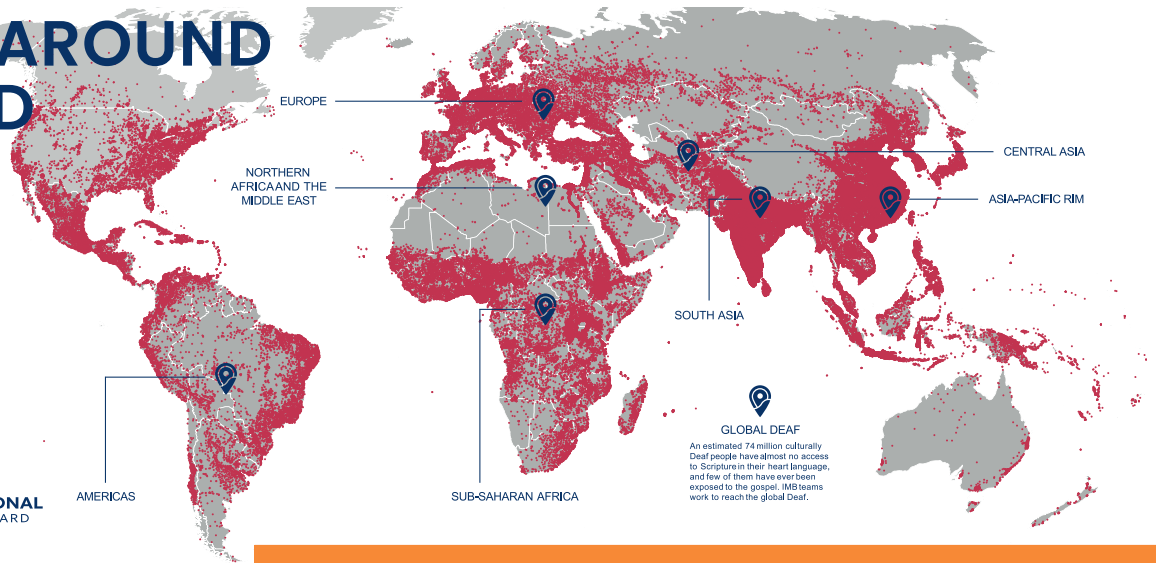 AROUND
D
EUROPE
NORTHERN
AFRICA AND THE
MIDDLE EAST
CENTRAL ASIA
ASIA-PACIFIC RIM
SOUTH ASIA
AMERICAS
SUB-SAHARAN AFRICA
GLOBAL DEAF
An estimated 74 million culturally
Deaf people have almost no access
to Scripture in their heart language,
and few of them have ever been
exposed to the gospel. IMB teams
work to reach the global Deaf.
ONAL
ARD